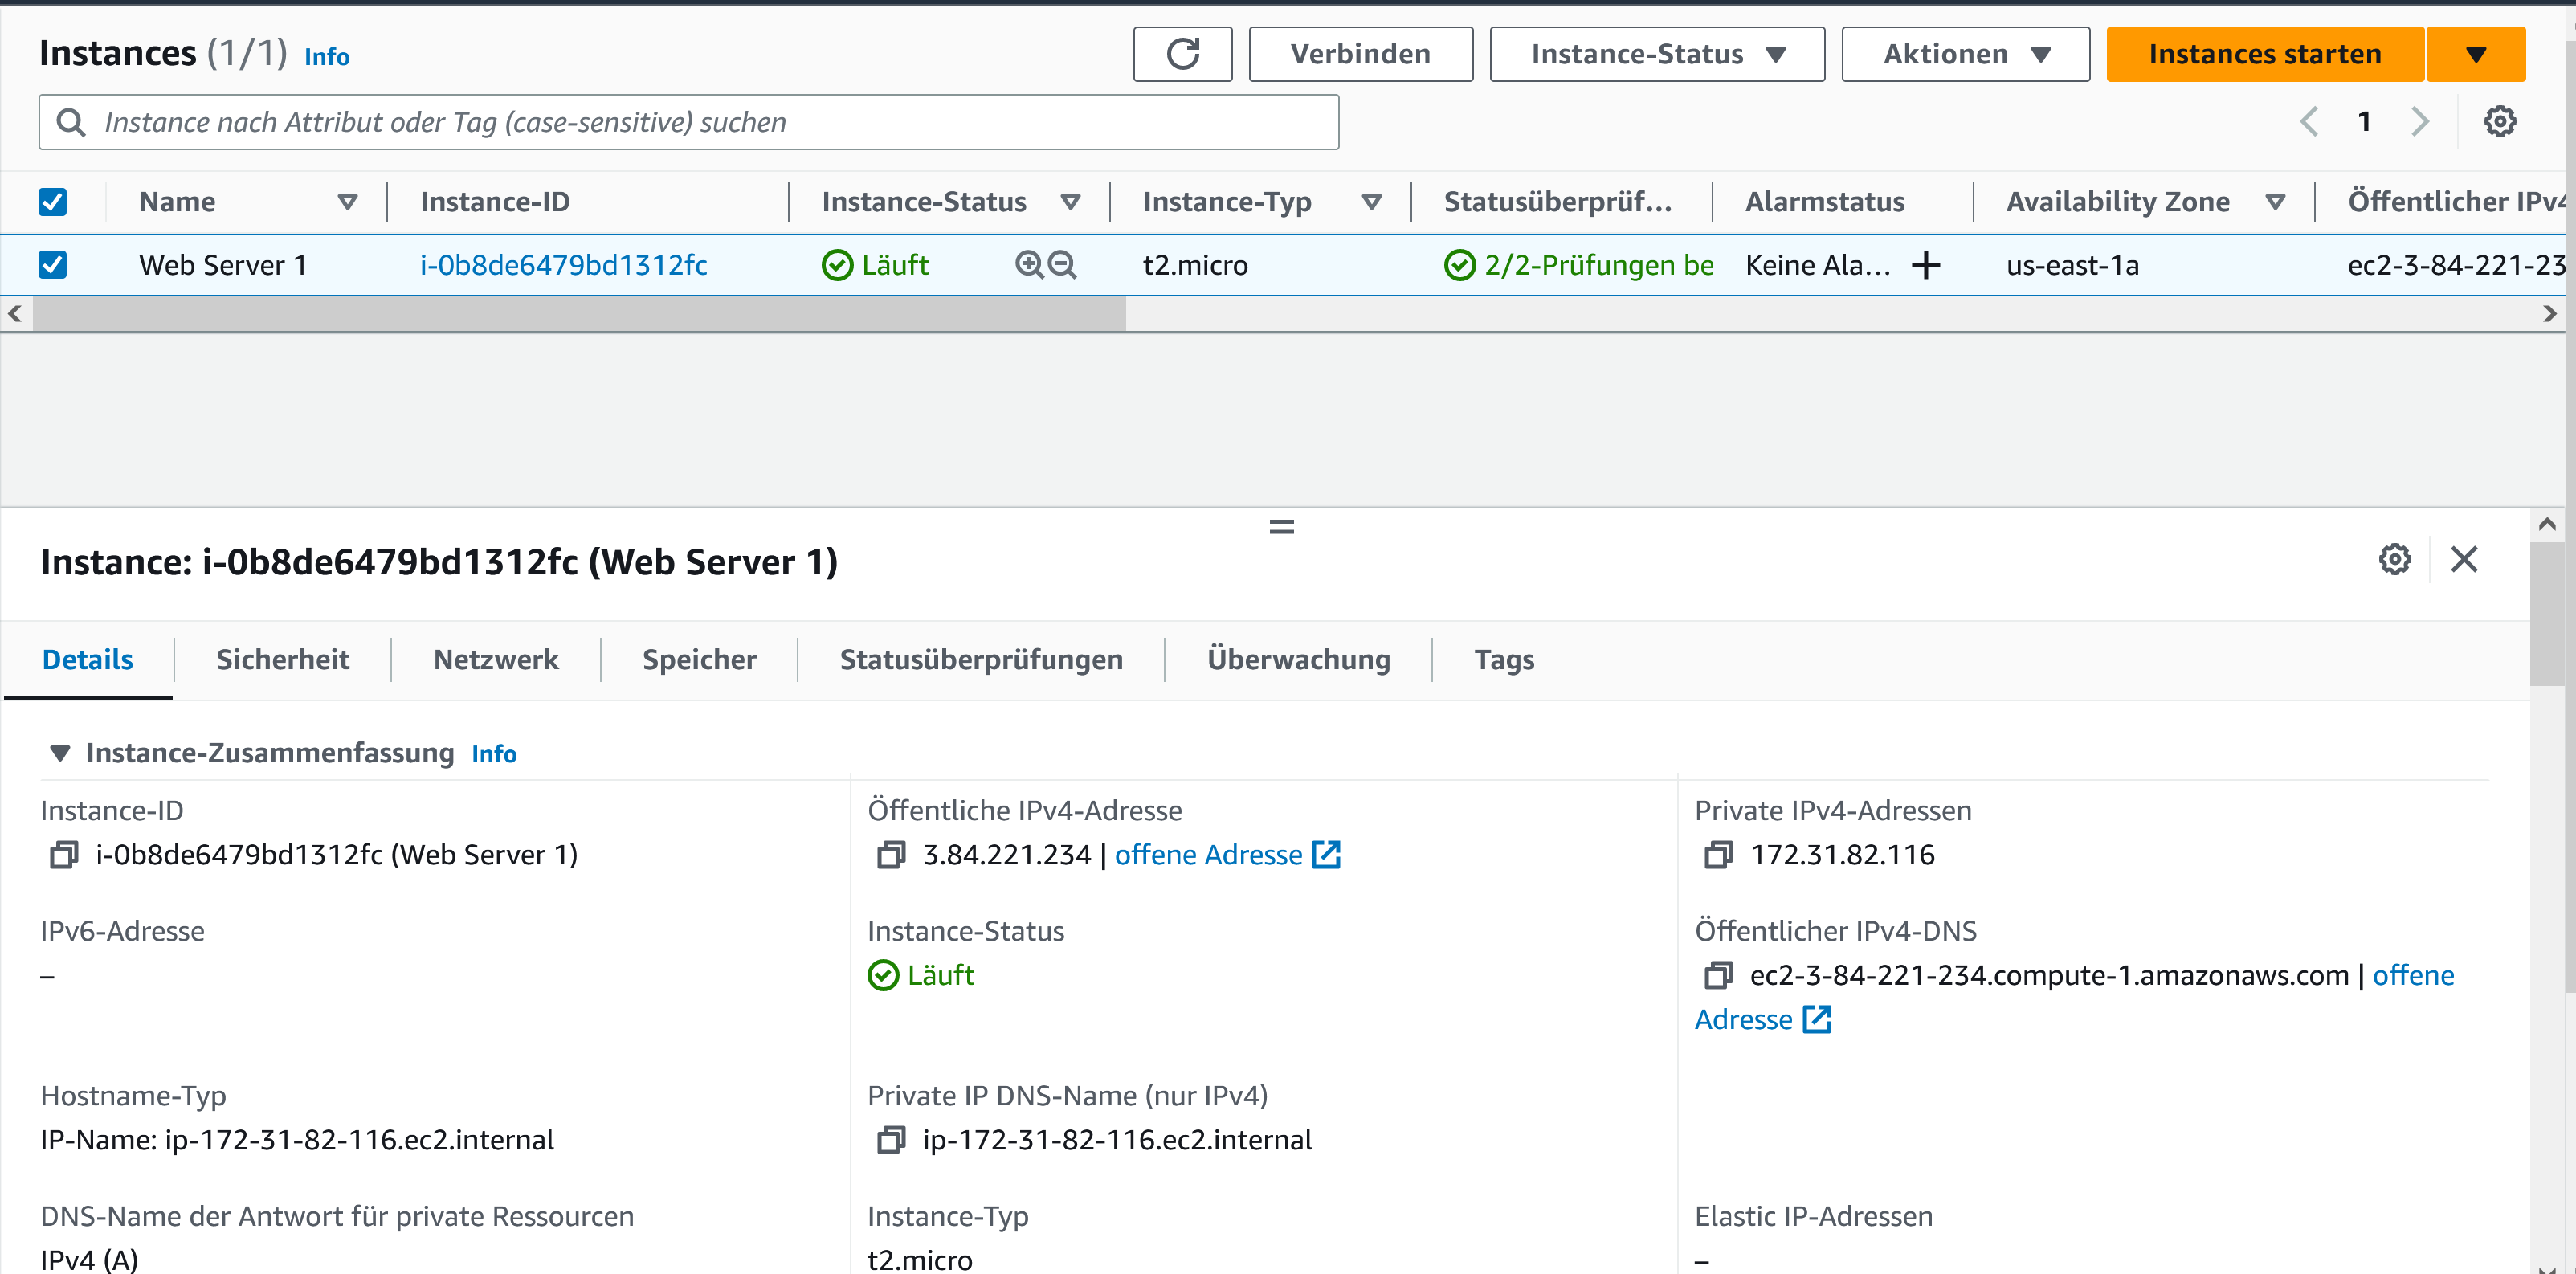 Instances (1/1) Info
Verbinden
Instance-Status
Aktionen
Instances starten
Instance nach Attribut oder Tag (case-sensitive) suchen
1
Name Instance-ID Instance-Status Instance-Typ Statusüberprüf... Alarmstatus Availability Zone Öffentlicher IPv4
Web Server 1 i-0b8de6479bd1312fc Läuft t2.micro 2/2-Prüfungen be Keine Ala... us-east-1a ec2-3-84-221-23
Instance: i-0b8de6479bd1312fc (Web Server 1)
Details Sicherheit Netzwerk Speicher Statusüberprüfungen Überwachung Tags
Instance-Zusammenfassung Info
Instance-ID
i-0b8de6479bd1312fc (Web Server 1)
Öffentliche IPv4-Adresse
3.84.221.234 | offene Adresse
Private IPv4-Adressen
172.31.82.116
IPv6-Adresse
–
Instance-Status
Läuft
Öffentlicher IPv4-DNS
ec2-3-84-221-234.compute-1.amazonaws.com | offene
Adresse
Hostname-Typ
IP-Name: ip-172-31-82-116.ec2.internal
Private IP DNS-Name (nur IPv4)
ip-172-31-82-116.ec2.internal
DNS-Name der Antwort für private Ressourcen
IPv4 (A)
Instance-Typ
t2.micro
Elastic IP-Adressen
–